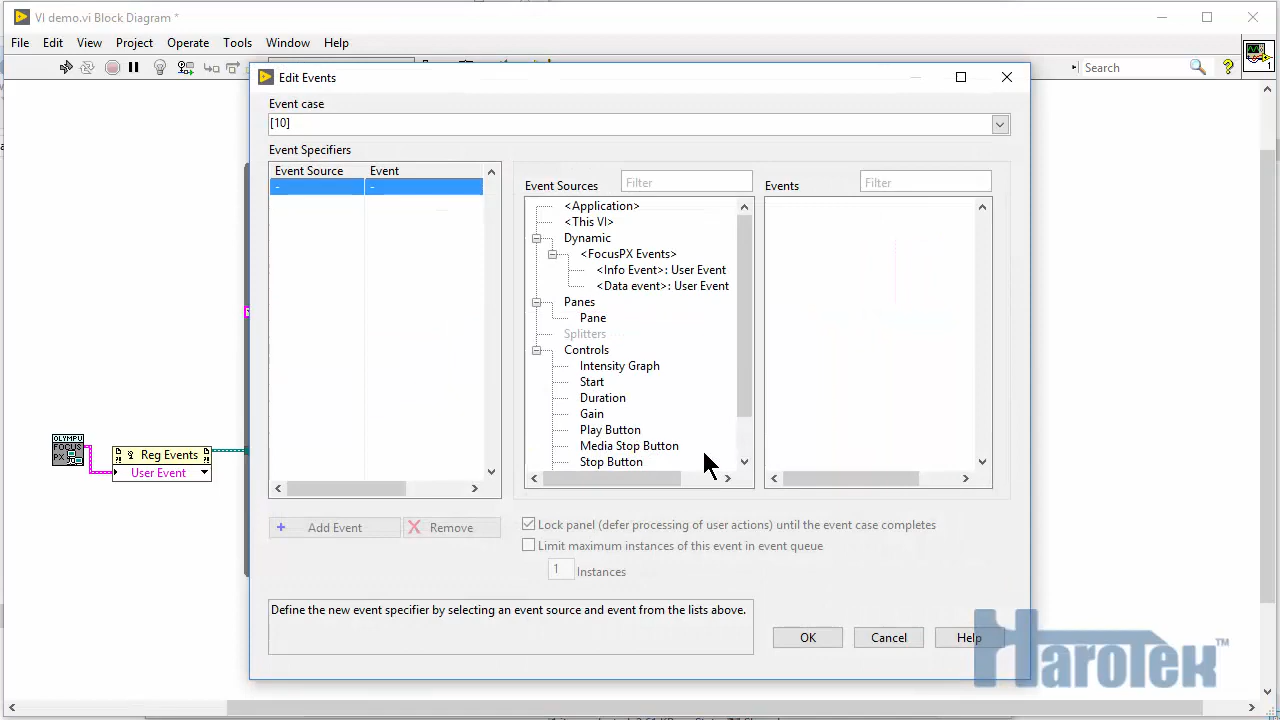 VI demo.vi Block Diagram *
File Edit View Project Operate Tools Window Help
Search
1
Edit Events
Event case
[10]
Event Specifiers
Event Source Event
- -
Event Sources Filter Events Filter
<Application>
<This VI>
Dynamic
<FocusPX Events>
<Info Event>: User Event
<Data event>: User Event
Panes
Pane
Splitters
Controls
Intensity Graph
Start
Duration
Gain
Play Button
Media Stop Button
Stop Button
OLYMPU
FOCUS
PX
Reg Events
User Event
Add Event Remove
Lock panel (defer processing of user actions) until the event case completes
Limit maximum instances of this event in event queue
1 Instances
Define the new event specifier by selecting an event source and event from the lists above.
OK Cancel Help
HAROTEK™